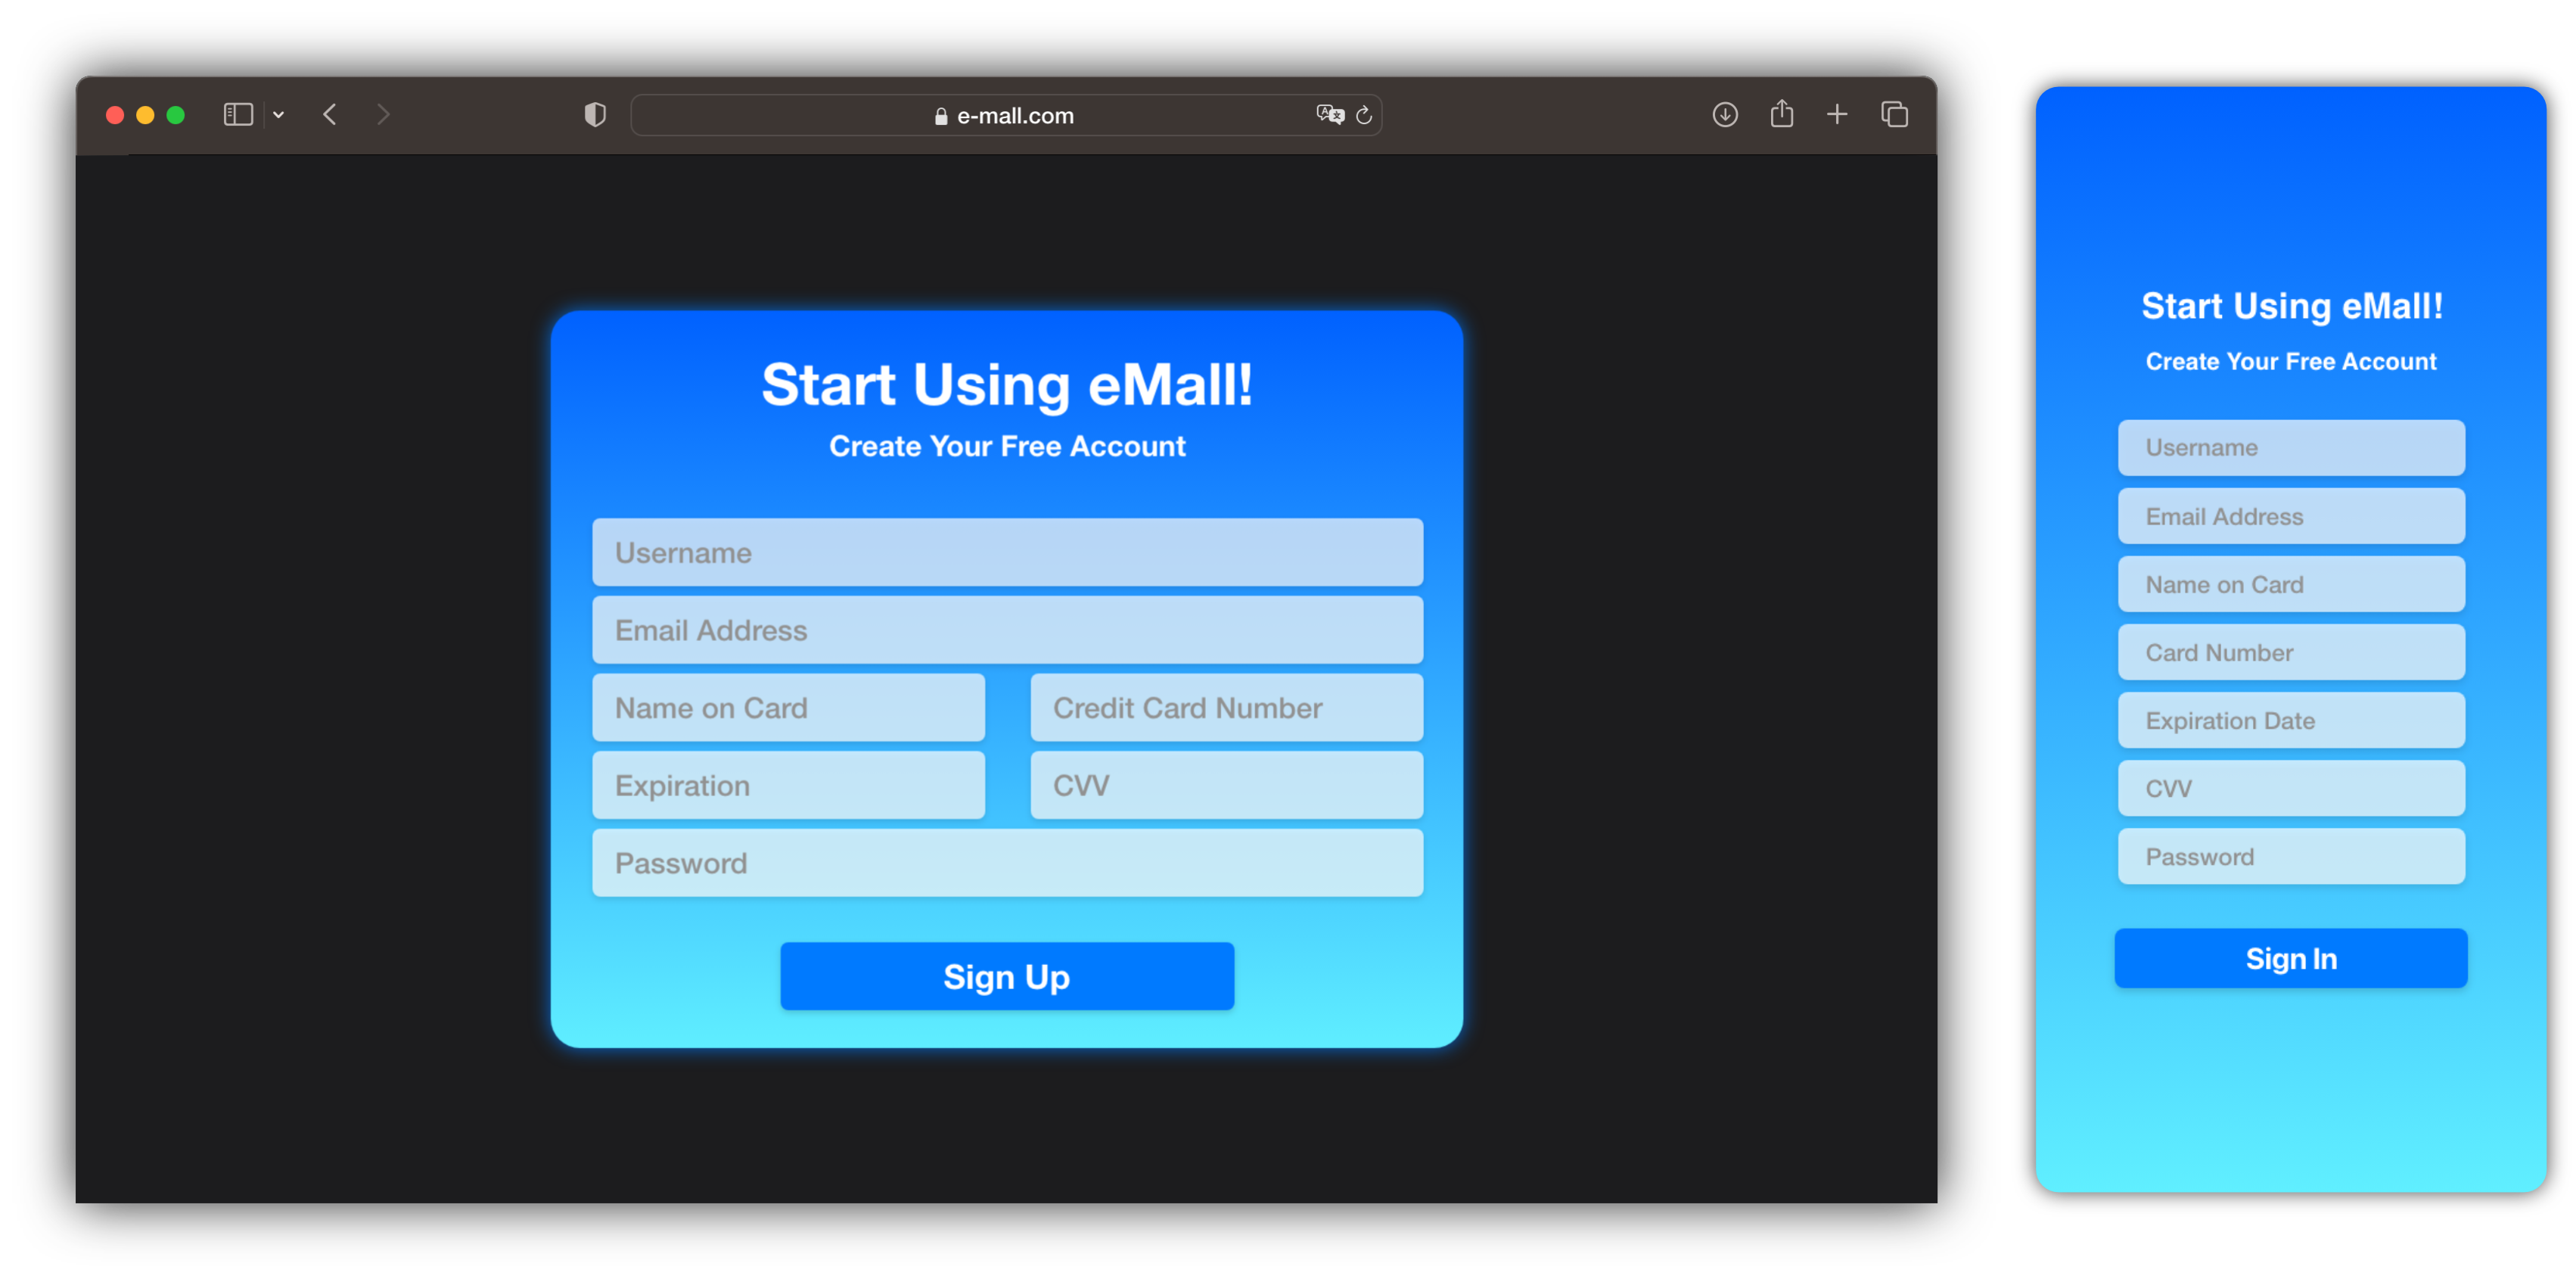 e-mall.com
Start Using eMall!
Create Your Free Account
Username
Email Address
Name on Card
Credit Card Number
Expiration
CVV
Password
Sign Up
Start Using eMall!
Create Your Free Account
Username
Email Address
Name on Card
Card Number
Expiration Date
CVV
Password
Sign In